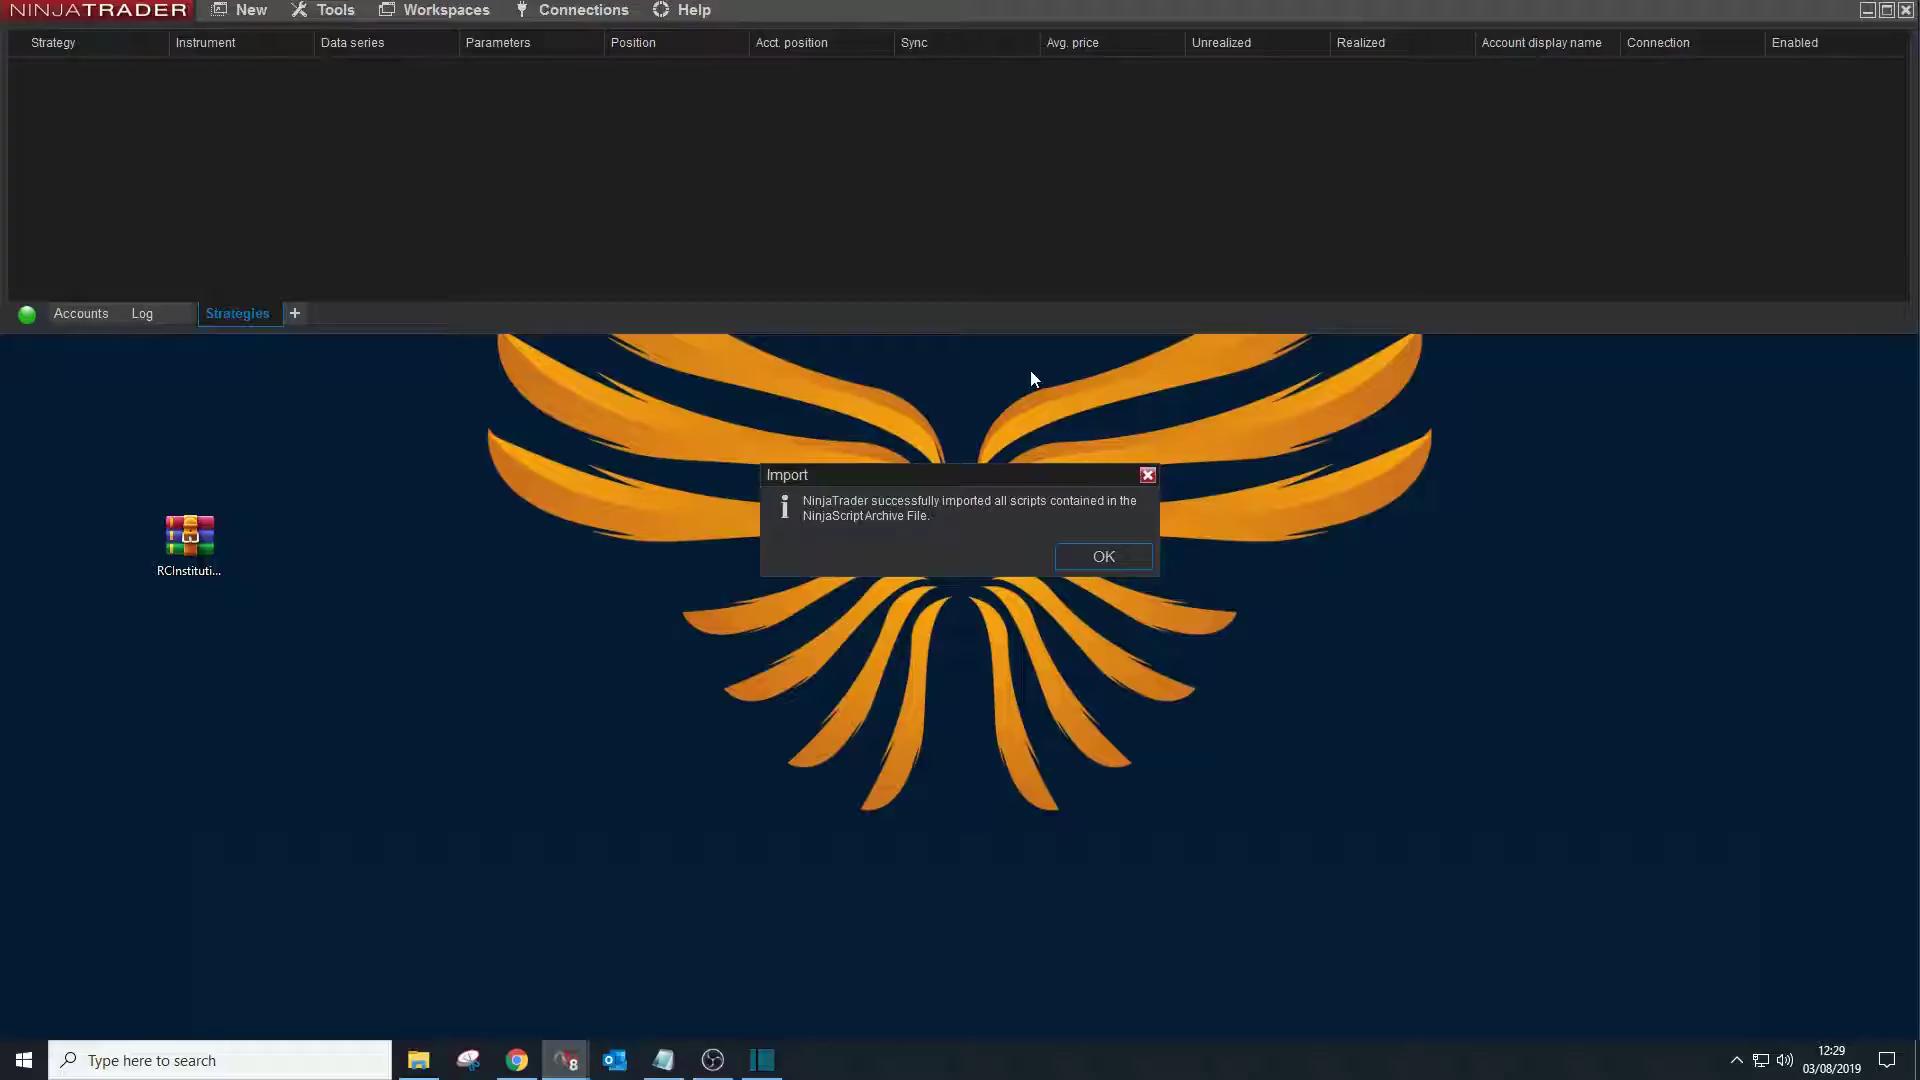 NINJATRADER New Tools Workspaces Connections Help
Strategy Instrument Data series Parameters Position Acct. position Sync Avg. price Unrealized Realized Account display name Connection Enabled
Accounts Log Strategies +
Import
NinjaTrader successfully imported all scripts contained in the
NinjaScript Archive File.
OK
RCInstituti...
Type here to search
8
12:29
03/08/2019